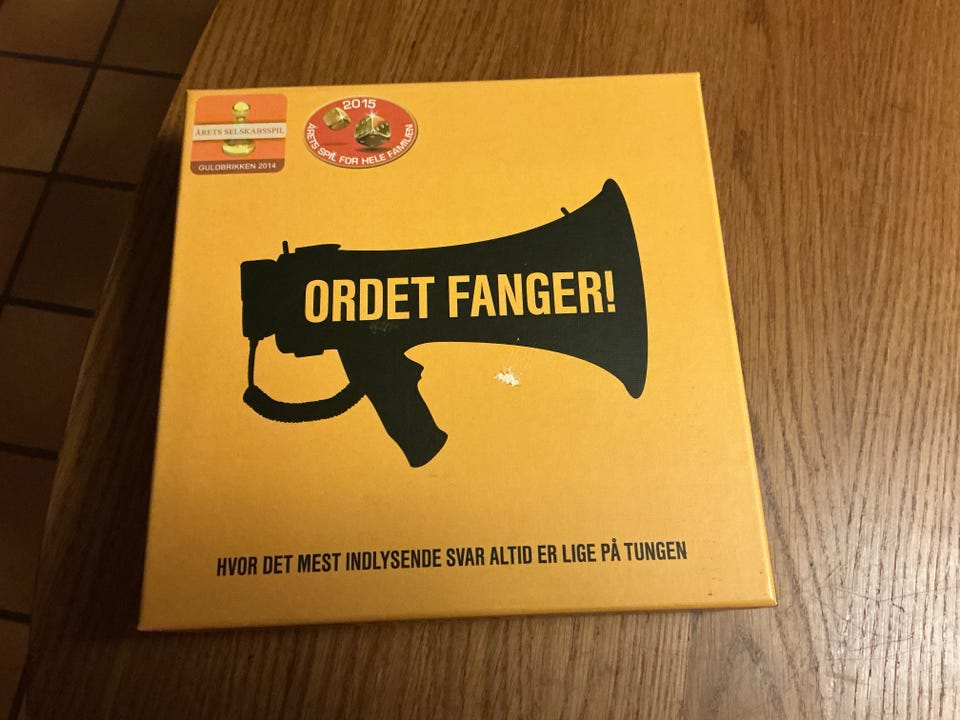 ÅRETS SELSKABSSPIL
GULDBRIKKEN 2014
2015
ÅRETS SPIL FOR HELE FAMILIEN
ORDET FANGER!
HVOR DET MEST INDLYSENDE SVAR ALTID ER LIGE PÅ TUNGEN